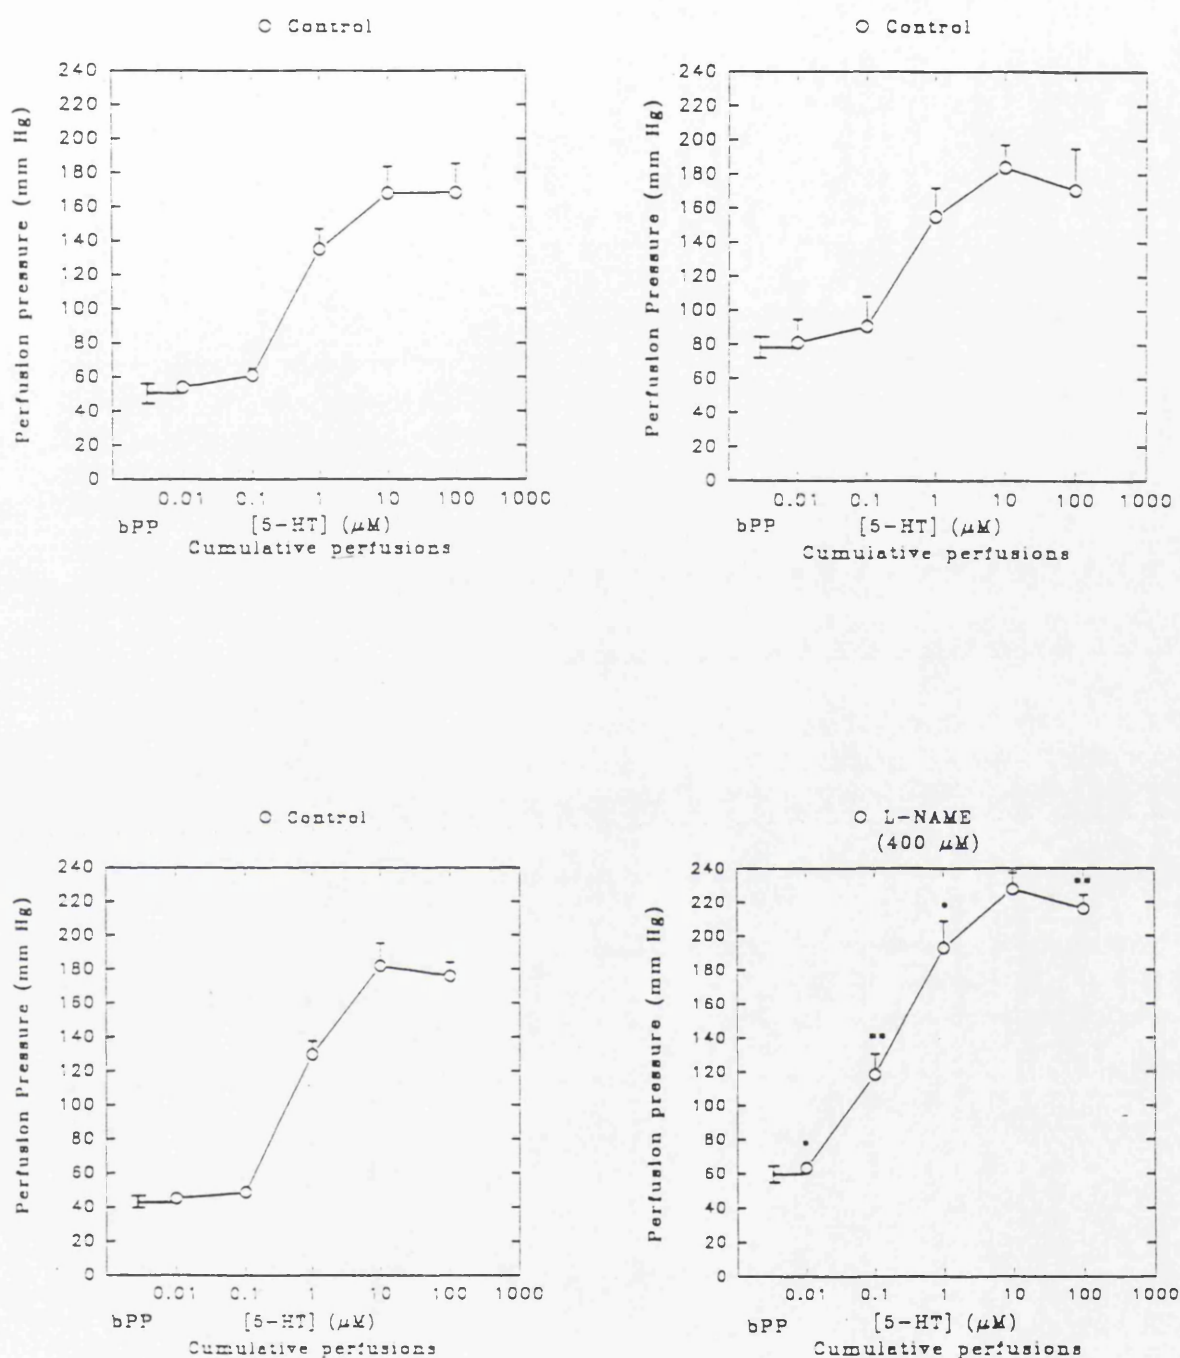 ○ Control
Perfusion pressure (mm Hg)
240
220
200
180
160
140
120
100
80
60
40
20
0
0.01 0.1 1 10 100 1000
bPP [5-HT] (μM)
Cumulative perfusions
○ Control
Perfusion Pressure (mm Hg)
240
220
200
180
160
140
120
100
80
60
40
20
0
0.01 0.1 1 10 100 1000
bPP [5-HT] (μM)
Cumulative perfusions
○ Control
Perfusion Pressure (mm Hg)
240
220
200
180
160
140
120
100
80
60
40
20
0
0.01 0.1 1 10 100 1000
bPP [5-HT] (μM)
Cumulative perfusions
○ L-NAME
(400 μM)
Perfusion pressure (mm Hg)
240
220
200
180
160
140
120
100
80
60
40
20
0
0.01 0.1 1 10 100 1000
bPP [5-HT] (μM)
Cumulative perfusions